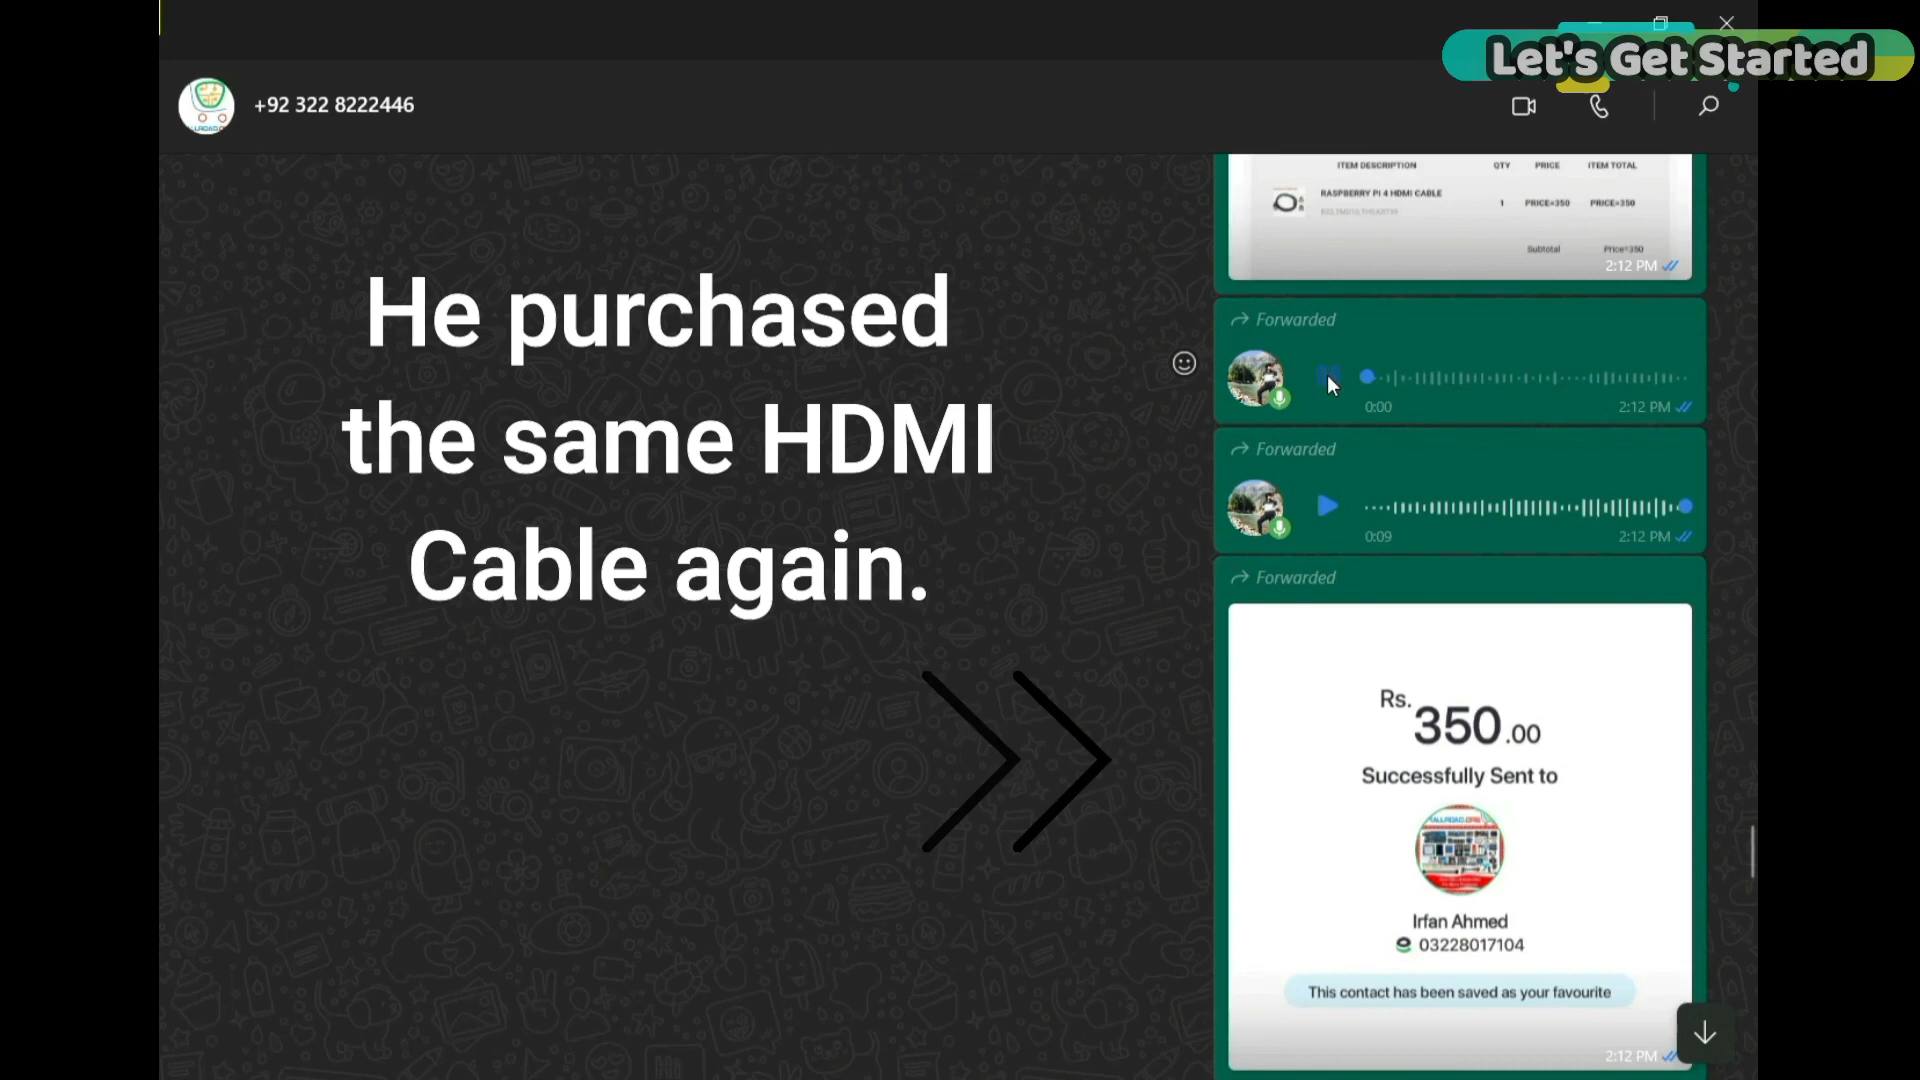 Let's Get Started
+92 322 8222446
ITEM DESCRIPTION QTY PRICE ITEM TOTAL
RASPBERRY PI 4 HDMI CABLE
1 PRICE=350 PRICE=350
Subtotal Price=350
2:12 PM
Forwarded
0:00 2:12 PM
Forwarded
0:09 2:12 PM
Forwarded
Rs.350.00
Successfully Sent to
Irfan Ahmed
03228017104
This contact has been saved as your favourite
2:12 PM
He purchased
the same HDMI
Cable again.